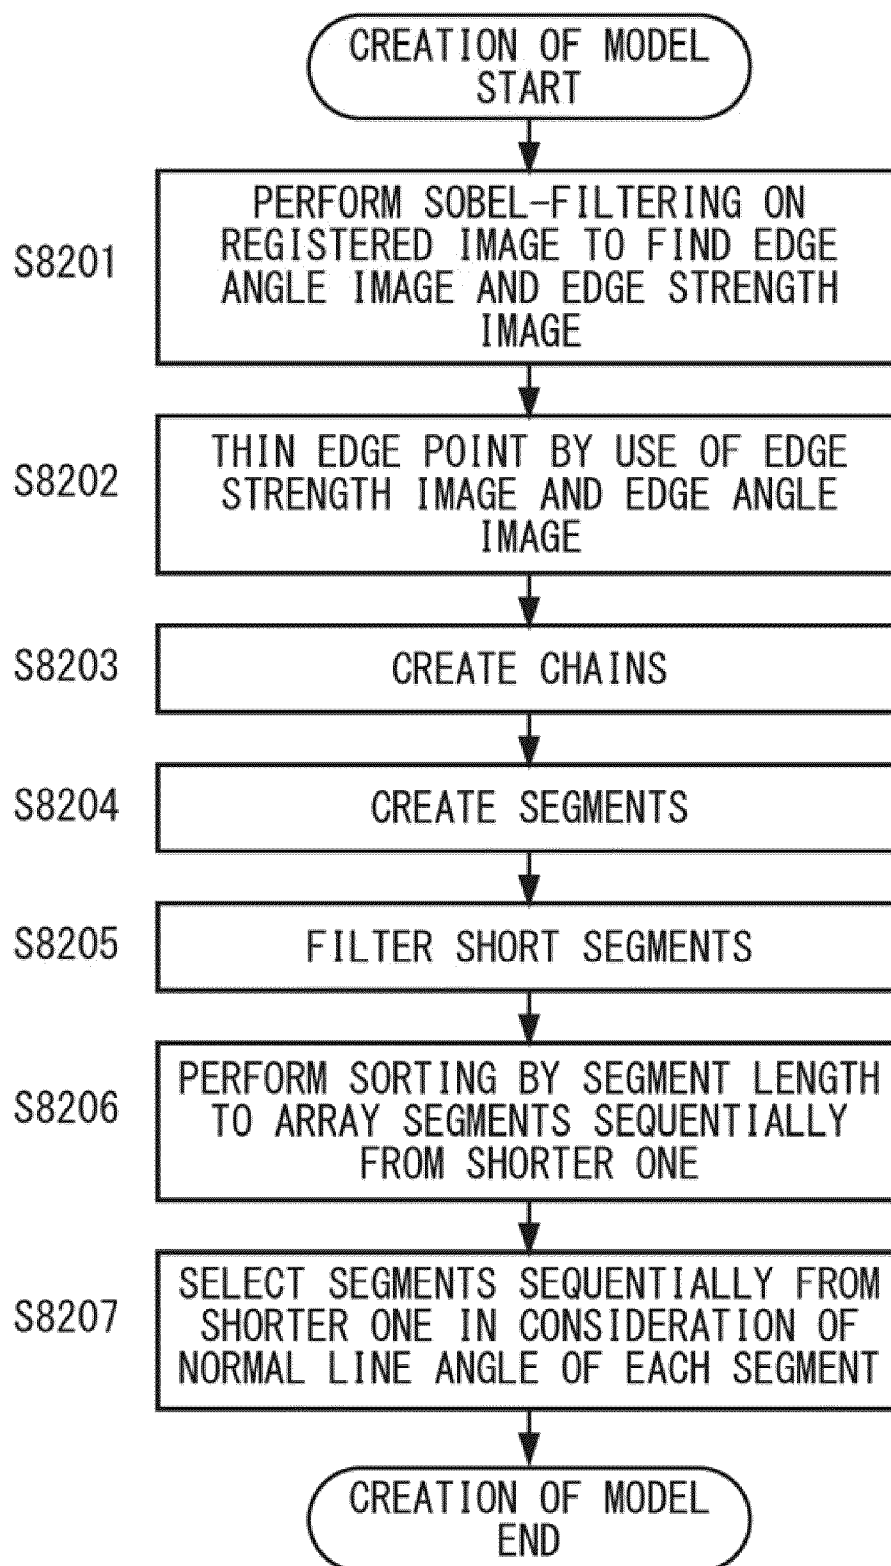 CREATION OF MODEL
START
S8201
PERFORM SOBEL-FILTERING ON
REGISTERED IMAGE TO FIND EDGE
ANGLE IMAGE AND EDGE STRENGTH
IMAGE
S8202
THIN EDGE POINT BY USE OF EDGE
STRENGTH IMAGE AND EDGE ANGLE
IMAGE
S8203
CREATE CHAINS
S8204
CREATE SEGMENTS
S8205
FILTER SHORT SEGMENTS
S8206
PERFORM SORTING BY SEGMENT LENGTH
TO ARRAY SEGMENTS SEQUENTIALLY
FROM SHORTER ONE
S8207
SELECT SEGMENTS SEQUENTIALLY FROM
SHORTER ONE IN CONSIDERATION OF
NORMAL LINE ANGLE OF EACH SEGMENT
CREATION OF MODEL
END